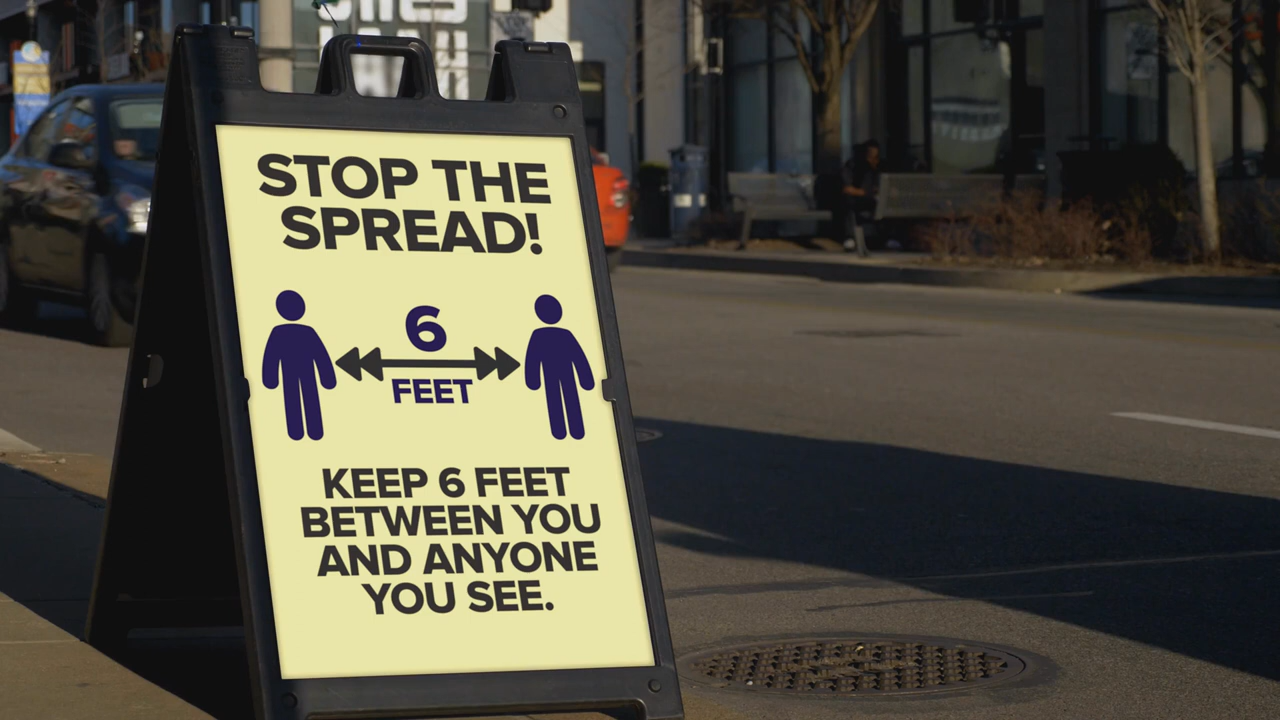 STOP THE
SPREAD!
6
FEET
KEEP 6 FEET
BETWEEN YOU
AND ANYONE
YOU SEE.